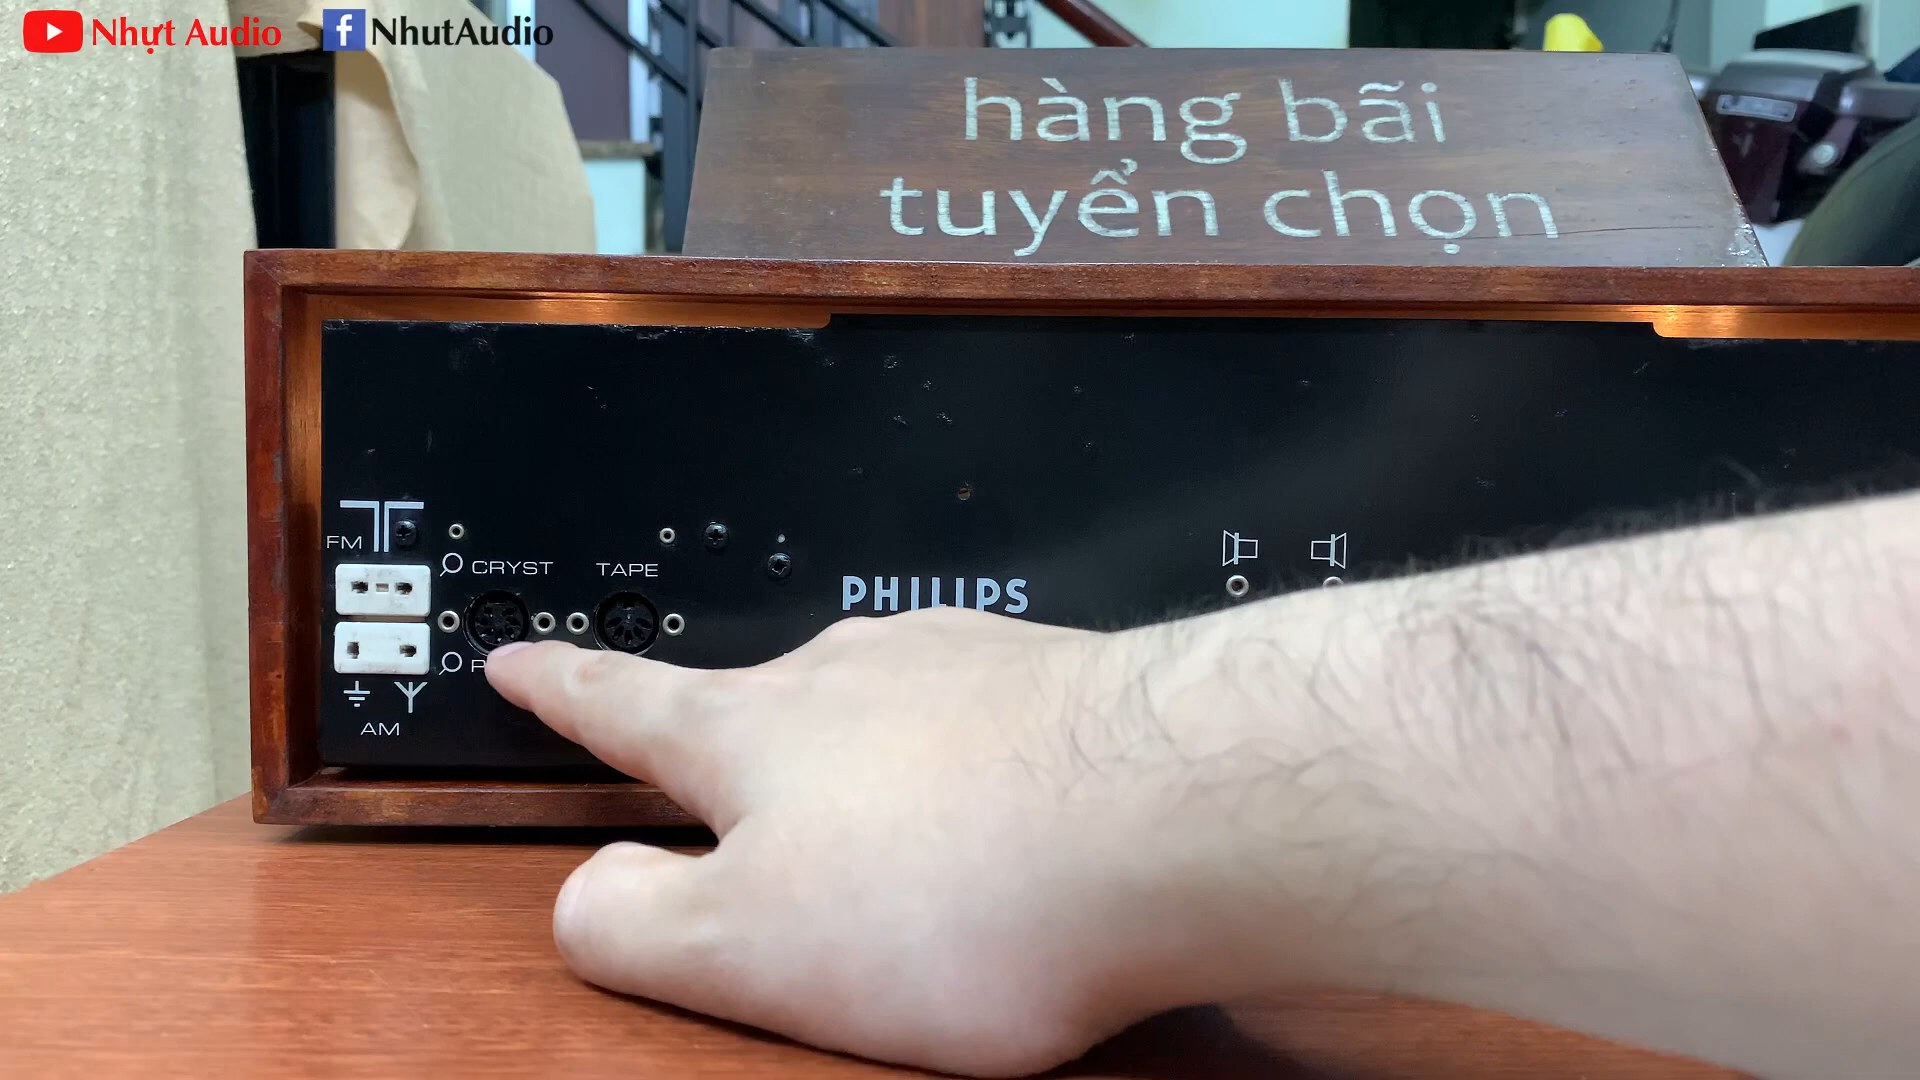 Nhựt Audio
NhutAudio
hàng bãi
tuyển chọn
FM
CRYST
TAPE
PHILIPS
AM